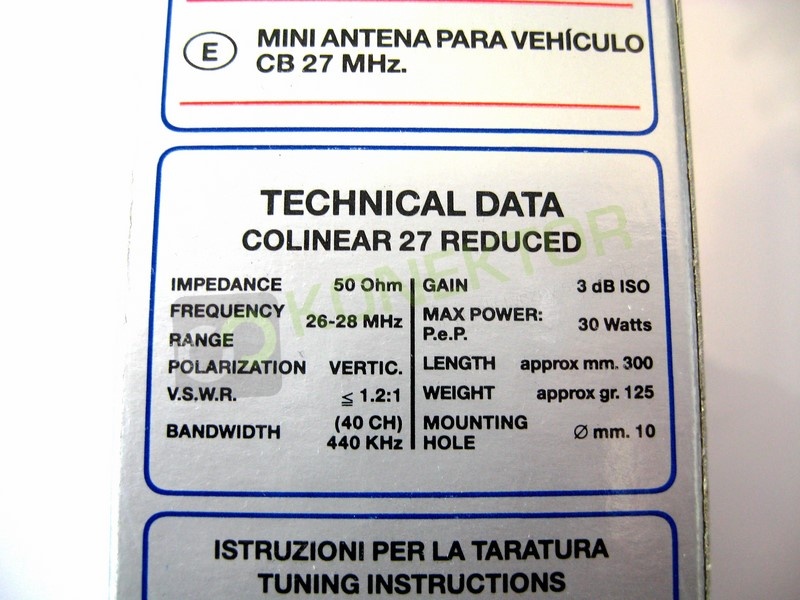 E
MINI ANTENA PARA VEHÍCULO
CB 27 MHz.
TECHNICAL DATA
COLINEAR 27 REDUCED
IMPEDANCE 50 Ohm
FREQUENCY RANGE 26-28 MHz
POLARIZATION VERTIC.
V.S.W.R. ≦ 1.2:1
BANDWIDTH (40 CH) 440 KHz
GAIN 3 dB ISO
MAX POWER: P.e.P. 30 Watts
LENGTH approx mm. 300
WEIGHT approx gr. 125
MOUNTING HOLE Ø mm. 10
KONEKTOR
ISTRUZIONI PER LA TARATURA
TUNING INSTRUCTIONS